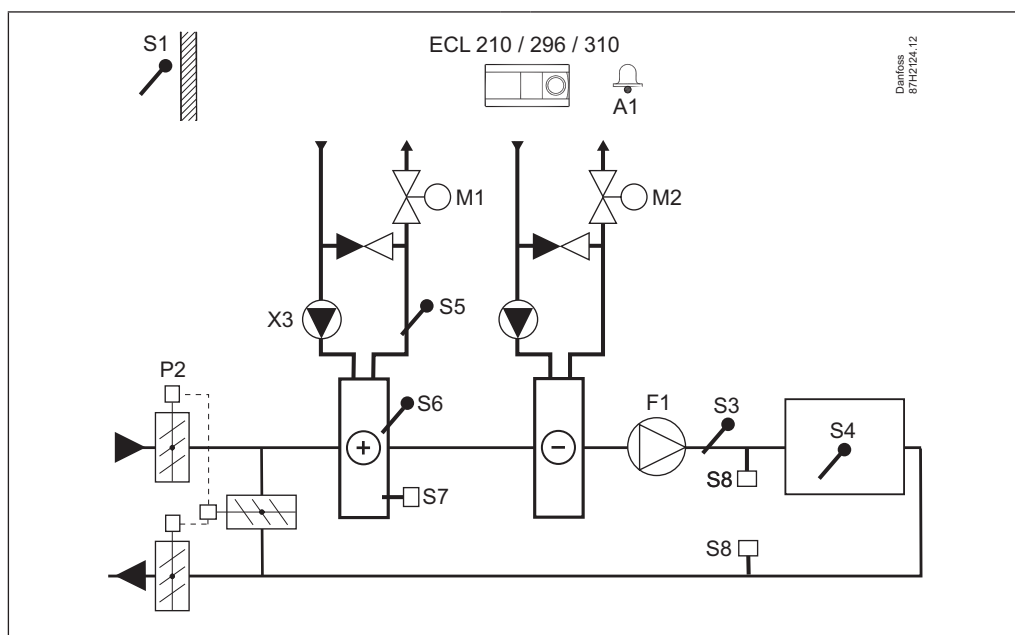 S1
ECL 210 / 296 / 310
A1
Danfoss
87H2124.12
M1
M2
X3
S5
P2
S6
F1
S3
S4
+
−
S7
S8
S8